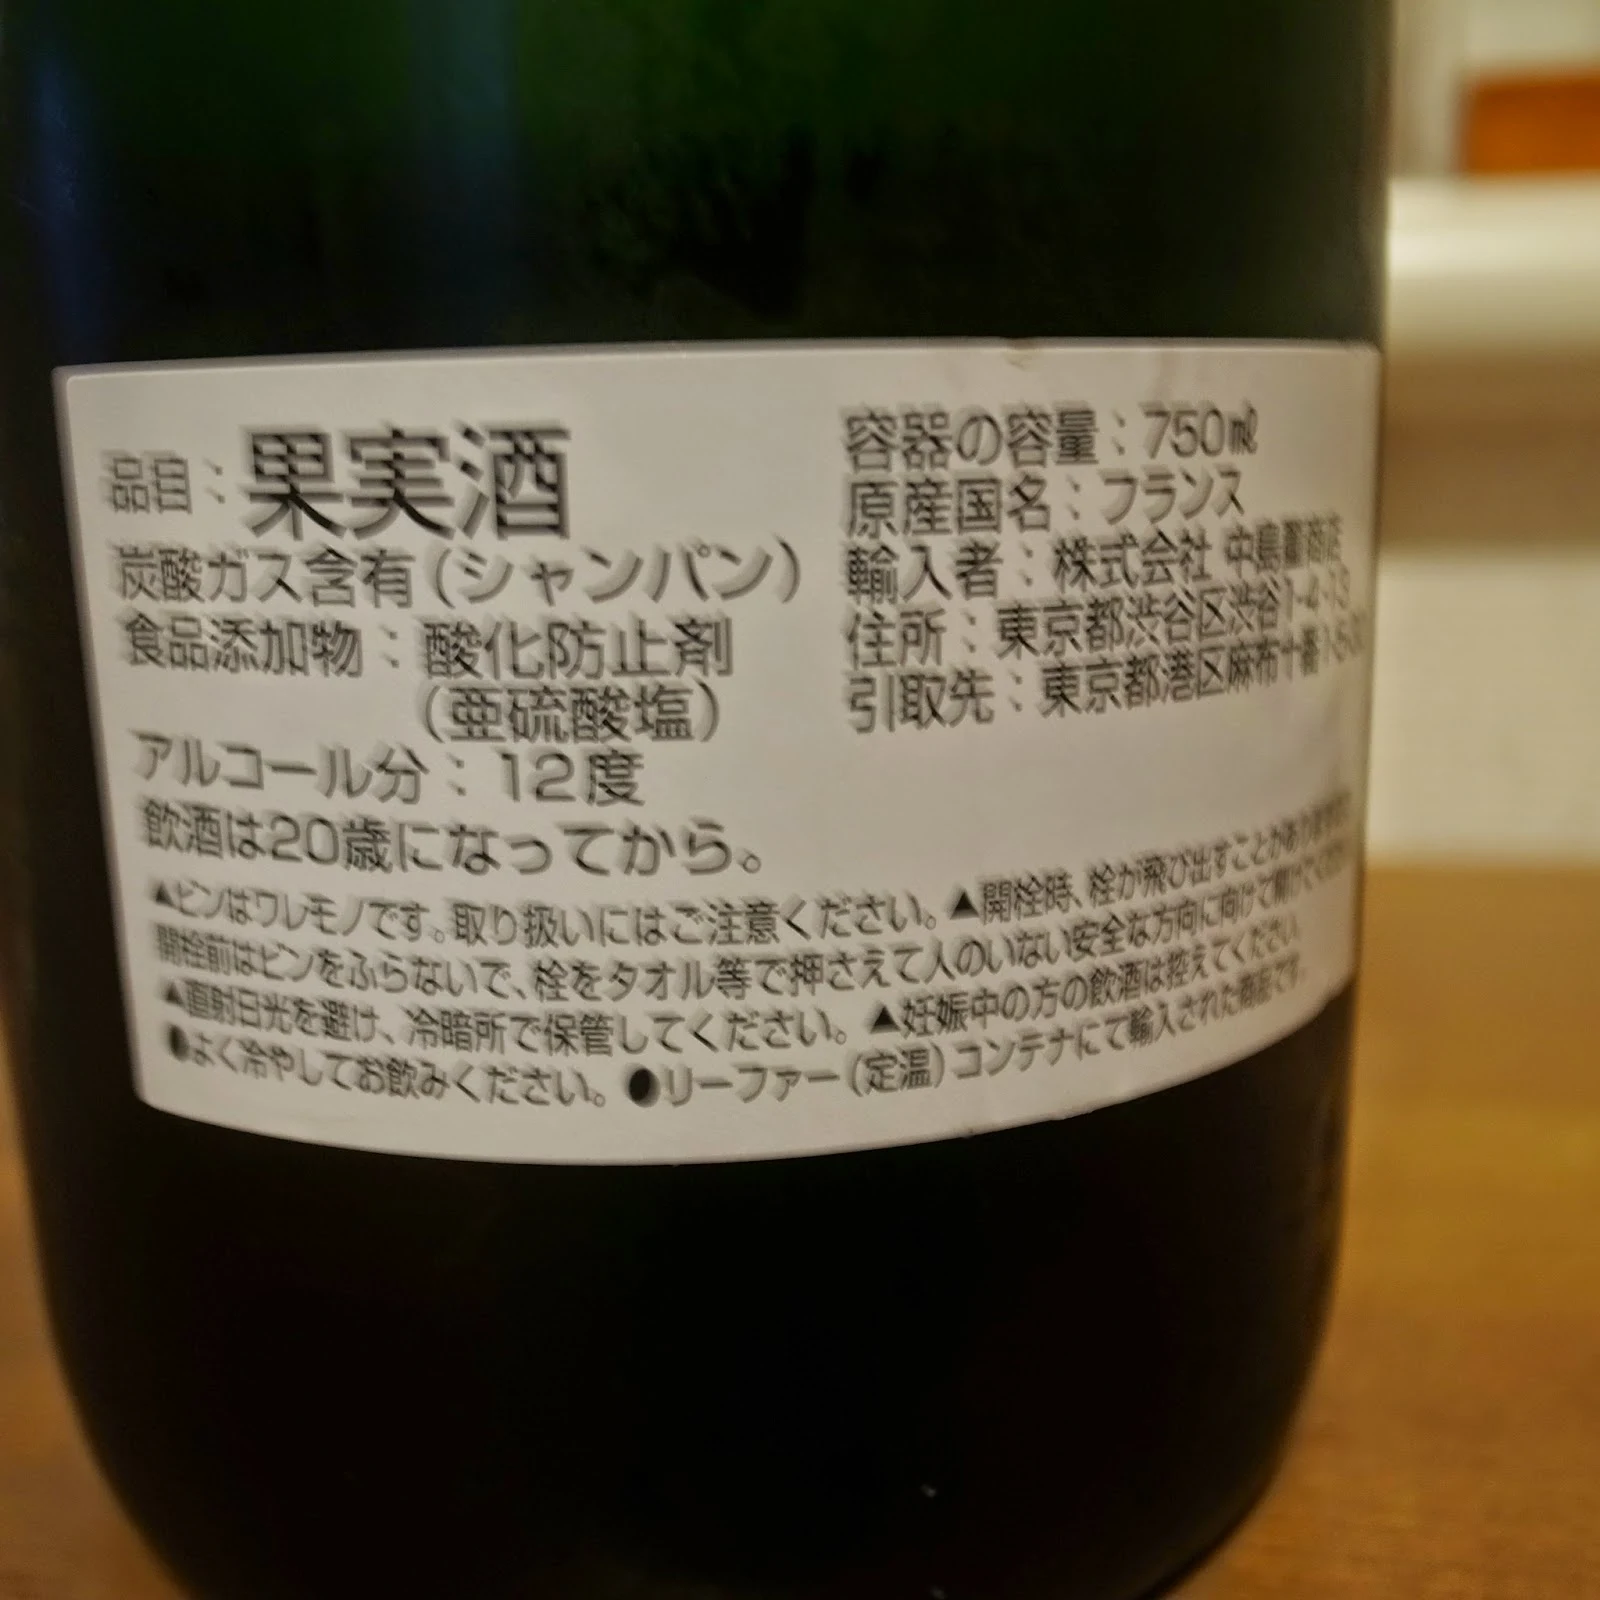 品目：果実酒
炭酸ガス含有(シャンパン)
食品添加物：酸化防止剤
(亜硫酸塩)
アルコール分：12度
飲酒は20歳になってから。
容器の容量：750㎖
原産国名：フランス
輸入者：株式会社 中島董商店
住所：東京都渋谷区渋谷1-4-13
引取先：東京都港区麻布十番
▲ビンはワレモノです。取り扱いにはご注意ください。▲開栓時、栓が飛び出すことがあります
開栓前はビンをふらないで、栓をタオル等で押さえて人のいない安全な方向に向けて開けてください
▲直射日光を避け、冷暗所で保管してください。▲妊娠中の方の飲酒は控えてください。
●よく冷やしてお飲みください。●リーファー(定温)コンテナにて輸入された商品です。